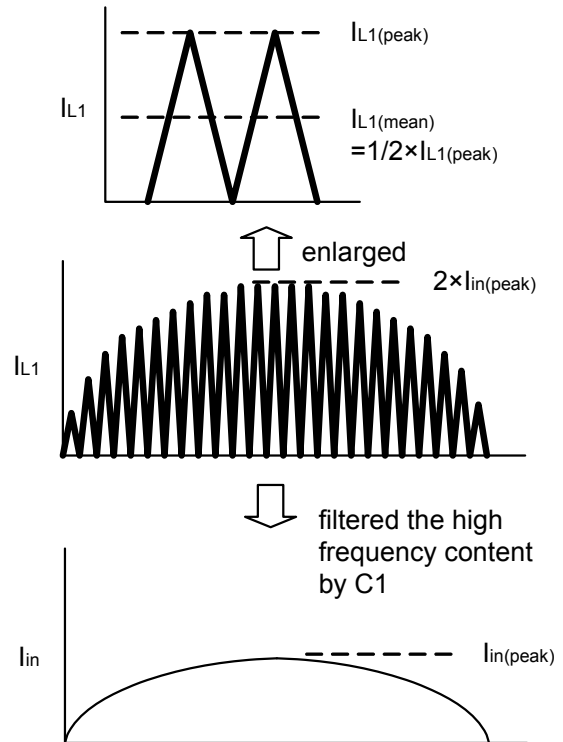 IL1(peak)
IL1
IL1(mean)
=1/2×IL1(peak)
enlarged
2×Iin(peak)
IL1
filtered the high
frequency content
by C1
Iin
Iin(peak)